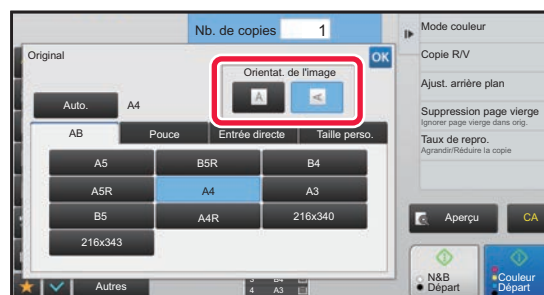 Nb. de copies 1
Original
OK
Orientat. de l'image
A A
Auto. A4
AB Pouce Entrée directe Taille perso.
A5 B5R B4
A5R A4 A3
B5 A4R 216x340
216x343
Autres
4 A3
Mode couleur
Copie R/V
Ajust. arrière plan
Suppression page vierge
Ignorer page vierge dans orig.
Taux de repro.
Agrandir/Réduire la copie
Aperçu CA
N&B
Départ
Couleur
Départ